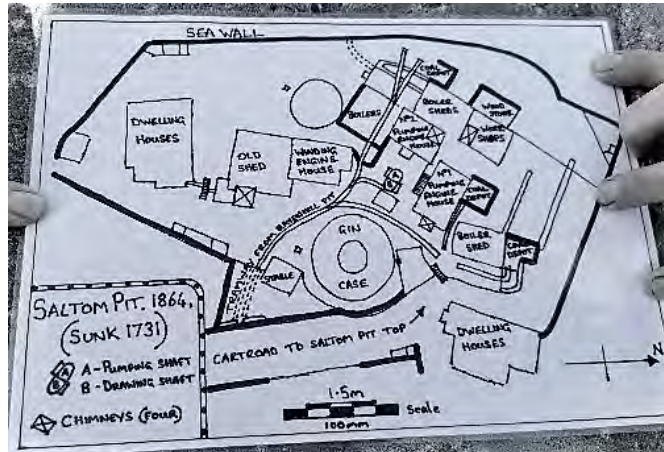 SEA WALL
COAL
DEPOT
BOILERS
BOILER
SHEDS
WOOD
STORE
WORK
SHOPS
Nº2
PUMPING
ENGINE
HOUSE
DWELLING
HOUSES
OLD
SHED
WINDING
ENGINE
HOUSE
Nº1
PUMPING
ENGINE
HOUSE
COAL
DEPOT
A
B
GIN
CASE
STABLE
BOILER
SHED
COAL
DEPOT
SALTOM PIT. 1864,
(SUNK 1731)
A
B
A - PUMPING SHAFT
B - DRAWING SHAFT
CHIMNEYS (FOUR)
CARTROAD TO SALTOM PIT TOP
DWELLING
HOUSES
N
1.5m
Scale
100mm